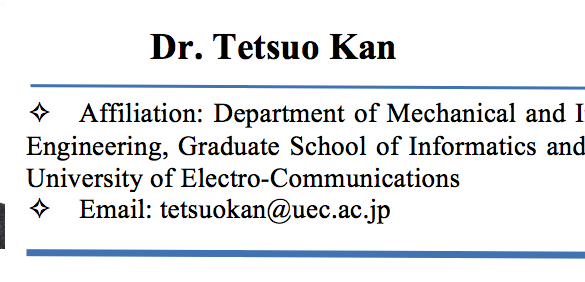 Dr. Tetsuo Kan
✧ Affiliation: Department of Mechanical and
Engineering, Graduate School of Informatics and
University of Electro-Communications
✧ Email: tetsuokan@uec.ac.jp